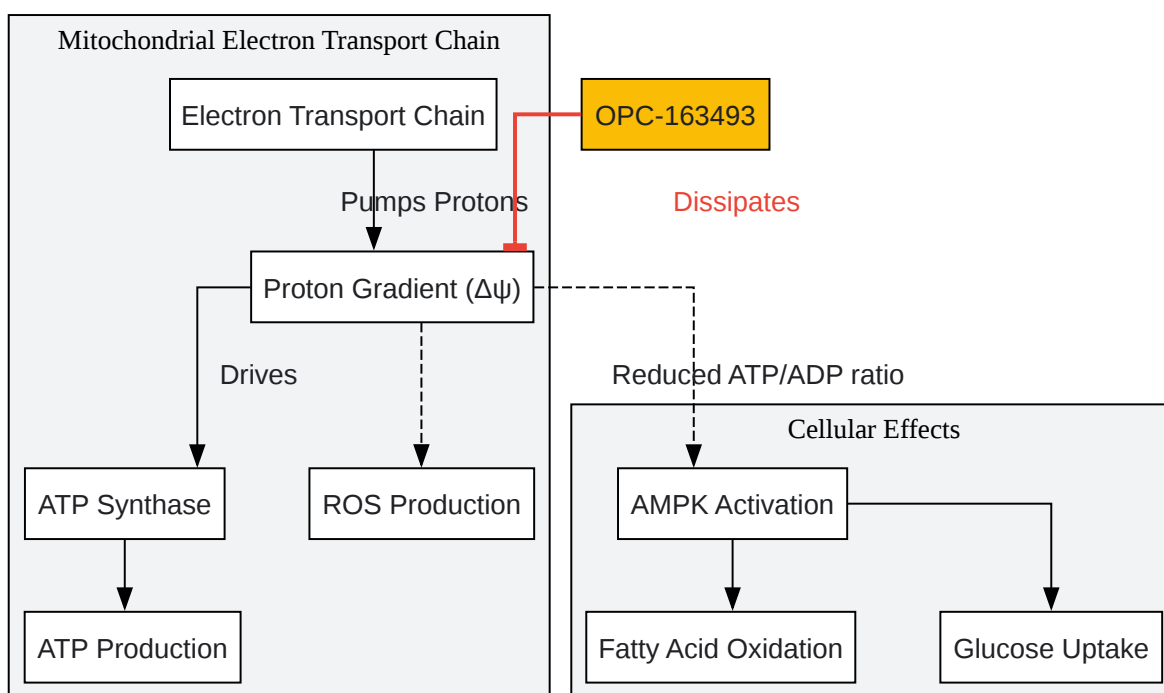 Mitochondrial Electron Transport Chain
Electron Transport Chain
OPC-163493
Pumps Protons
Dissipates
Proton Gradient (Δψ)
Drives
Reduced ATP/ADP ratio
Cellular Effects
ATP Synthase
ROS Production
AMPK Activation
ATP Production
Fatty Acid Oxidation
Glucose Uptake